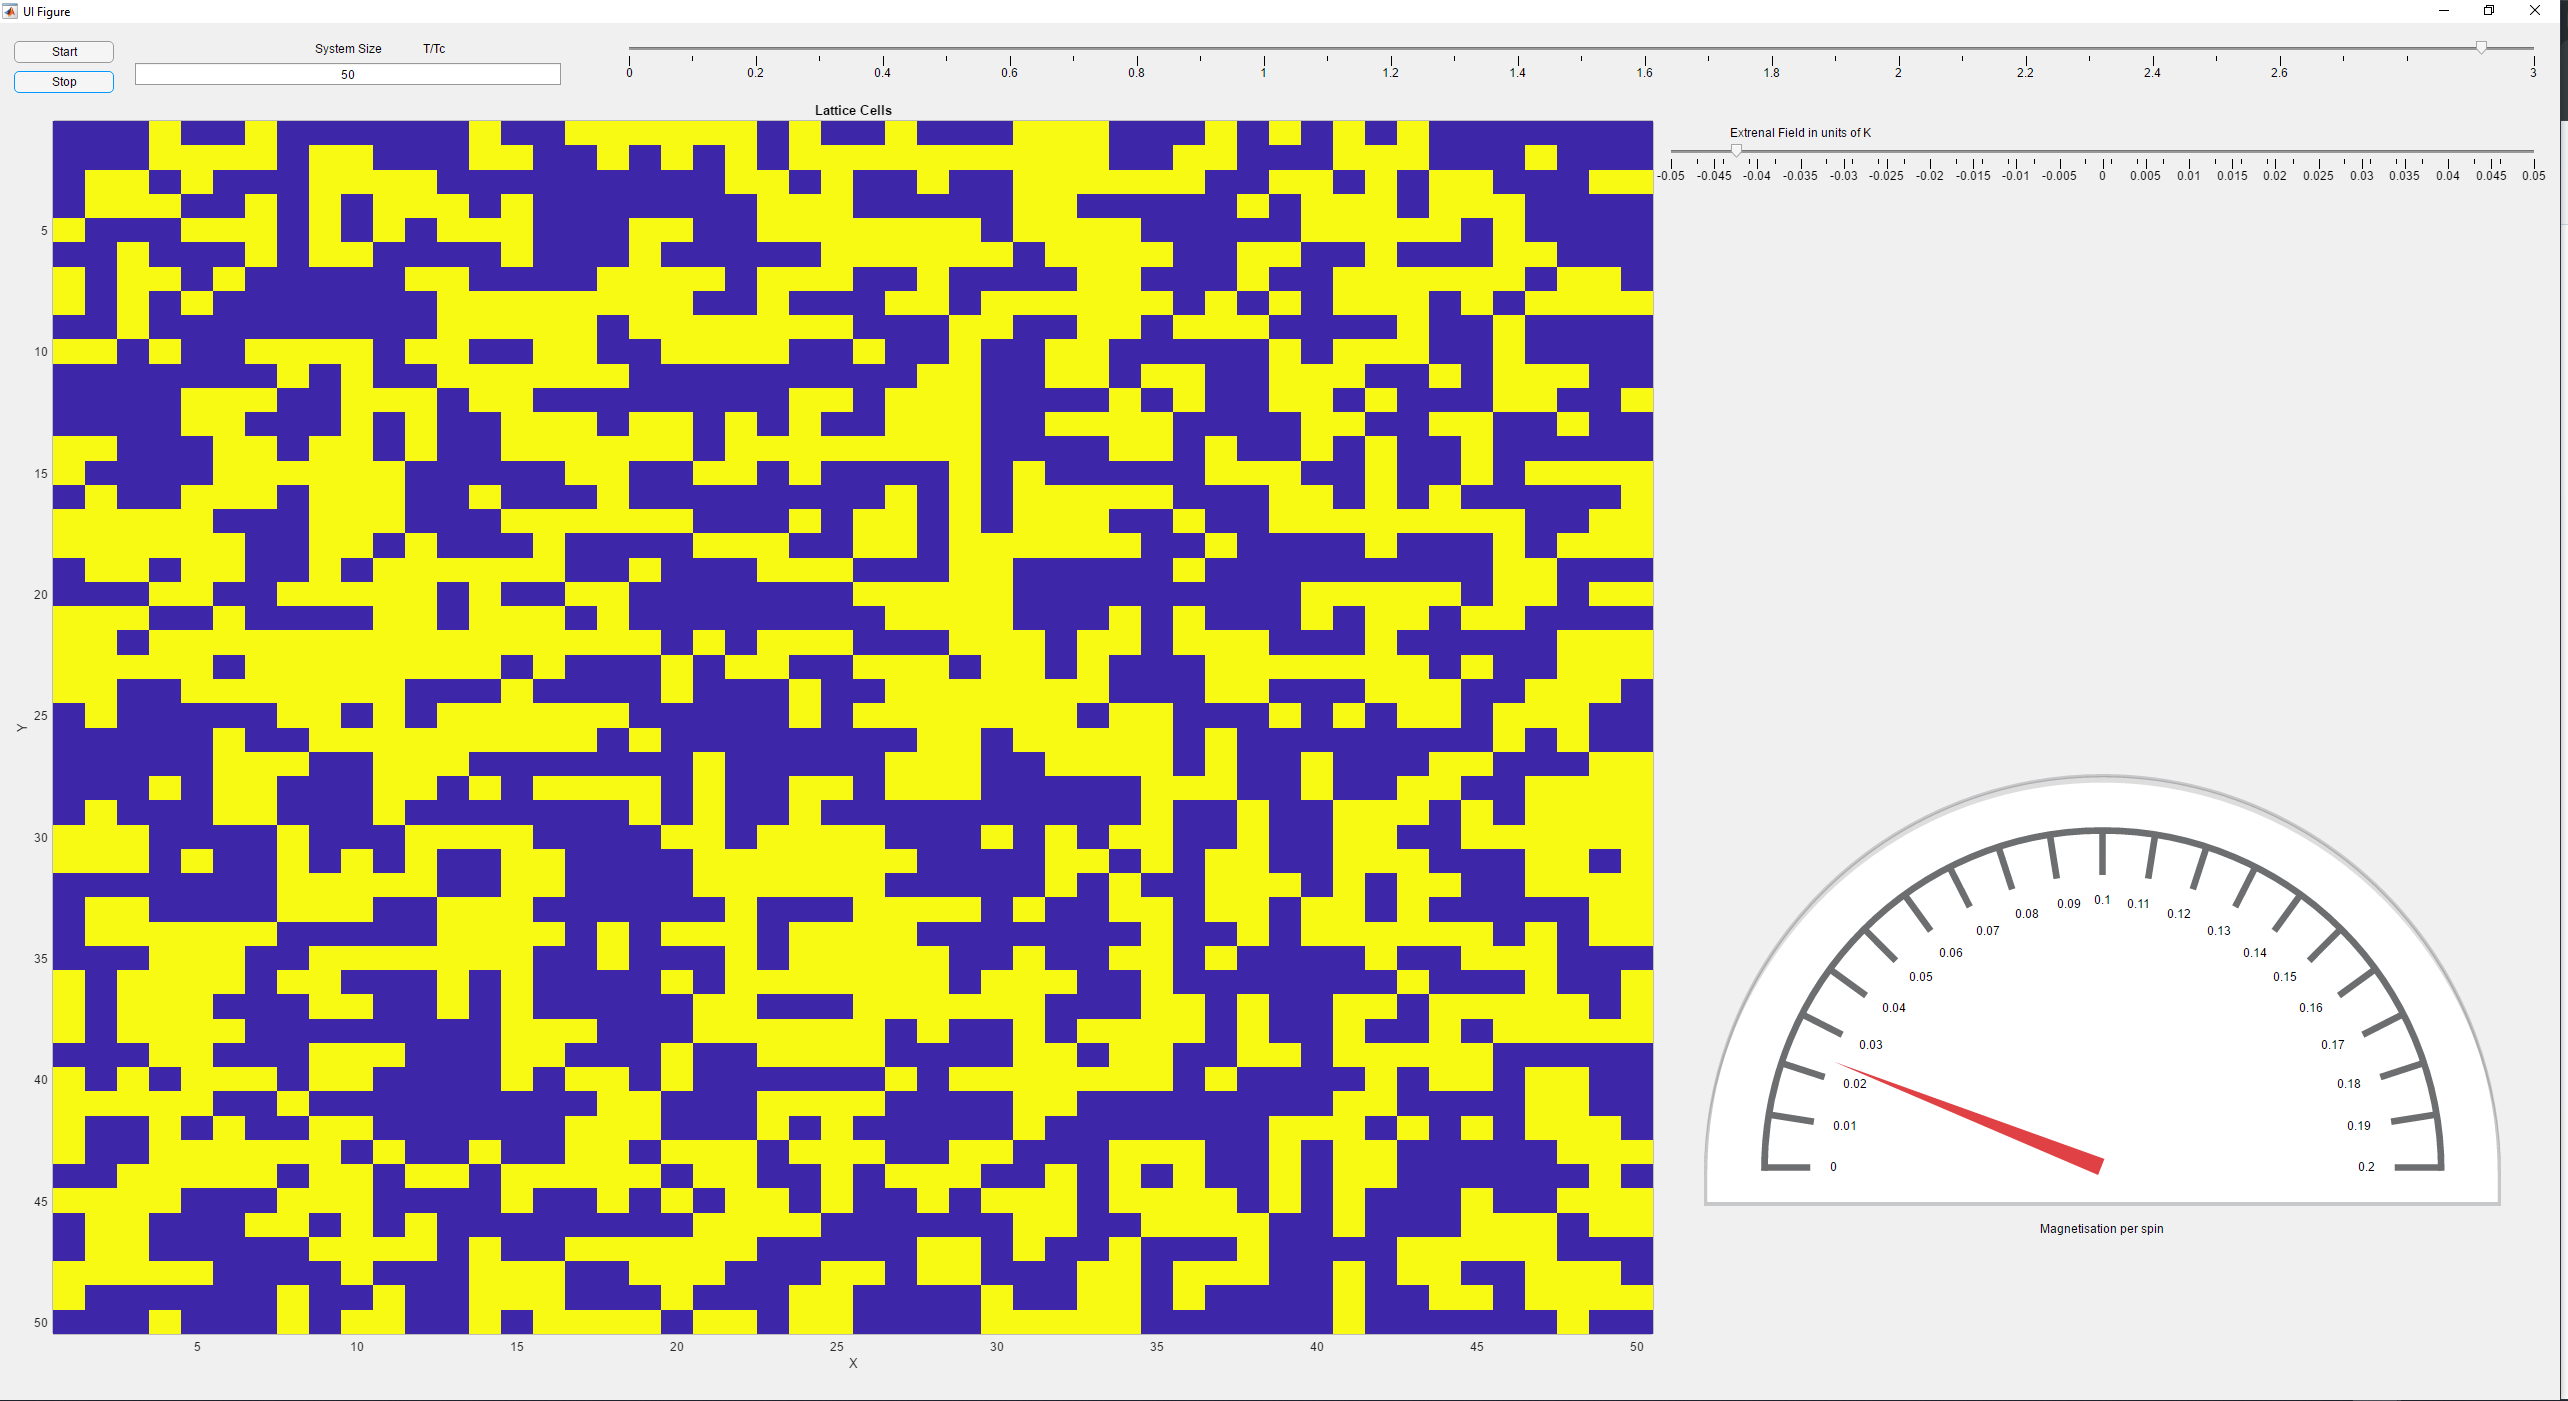 UI Figure
Start
System Size
T/Tc
Stop
50
0 0.2 0.4 0.6 0.8 1 1.2 1.4 1.6 1.8 2 2.2 2.4 2.6 3
Lattice Cells
Extrenal Field in units of K
-0.05 -0.045 -0.04 -0.035 -0.03 -0.025 -0.02 -0.015 -0.01 -0.005 0 0.005 0.01 0.015 0.02 0.025 0.03 0.035 0.04 0.045 0.05
5
10
15
20
25
30
35
40
45
50
Y
5 10 15 20 25 30 35 40 45 50
X
0 0.01 0.02 0.03 0.04 0.05 0.06 0.07 0.08 0.09 0.1 0.11 0.12 0.13 0.14 0.15 0.16 0.17 0.18 0.19 0.2
Magnetisation per spin